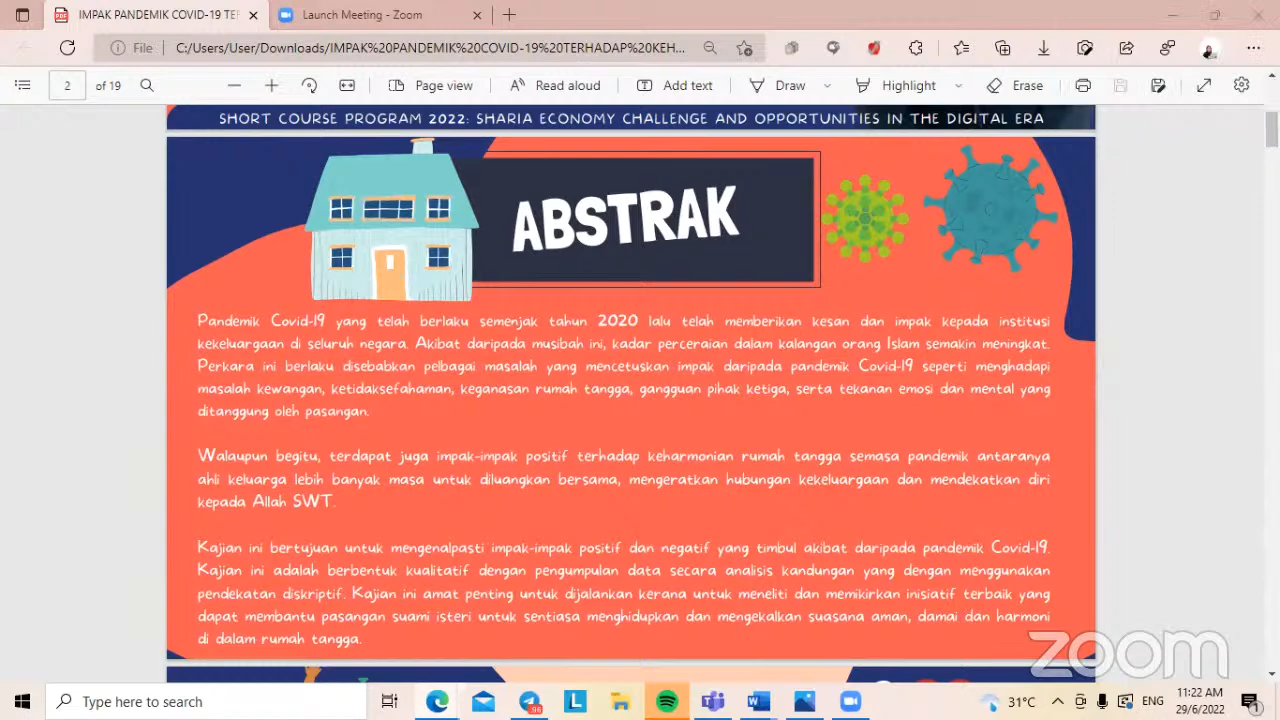 IMPAK PANDEMIK COVID-19 TER
Launch Meeting - Zoom
File
C:/Users/User/Downloads/IMPAK%20PANDEMIK%20COVID-19%20TERHADAP%20KEH...
2 of 19
Page view
Read aloud
Add text
Draw
Highlight
Erase
SHORT COURSE PROGRAM 2022: SHARIA ECONOMY CHALLENGE AND OPPORTUNITIES IN THE DIGITAL ERA
ABSTRAK
Pandemik Covid-19 yang telah berlaku semenjak tahun 2020 lalu telah memberikan kesan dan impak kepada institusi
kekeluargaan di seluruh negara. Akibat daripada musibah ini, kadar perceraian dalam kalangan orang Islam semakin meningkat.
Perkara ini berlaku disebabkan pelbagai masalah yang mencetuskan impak daripada pandemik Covid-19 seperti menghadapi
masalah kewangan, ketidaksefahaman, keganasan rumah tangga, gangguan pihak ketiga, serta tekanan emosi dan mental yang
ditanggung oleh pasangan.
Walaupun begitu, terdapat juga impak-impak positif terhadap keharmonian rumah tangga semasa pandemik antaranya
ahli keluarga lebih banyak masa untuk diluangkan bersama, mengeratkan hubungan kekeluargaan dan mendekatkan diri
kepada Allah SWT.
Kajian ini bertujuan untuk mengenalpasti impak-impak positif dan negatif yang timbul akibat daripada pandemik Covid-19.
Kajian ini adalah berbentuk kualitatif dengan pengumpulan data secara analisis kandungan yang dengan menggunakan
pendekatan diskriptif. Kajian ini amat penting untuk dijalankan kerana untuk meneliti dan memikirkan inisiatif terbaik yang
dapat membantu pasangan suami isteri untuk sentiasa menghidupkan dan mengekalkan suasana aman, damai dan harmoni
di dalam rumah tangga.
zoom
Type here to search
96
L
31°C
ENG
11:22 AM
29/6/2022